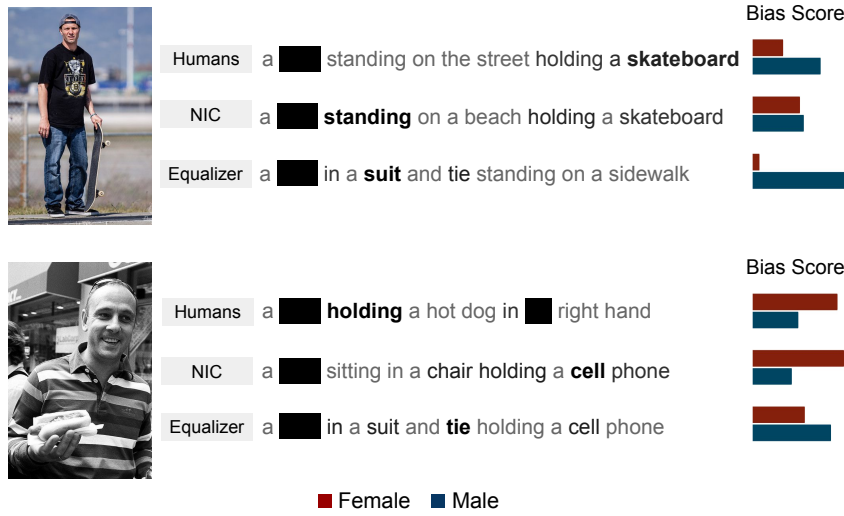 Bias Score
Humans a standing on the street holding a skateboard
NIC a standing on a beach holding a skateboard
Equalizer a in a suit and tie standing on a sidewalk
Bias Score
Humans a holding a hot dog in right hand
NIC a sitting in a chair holding a cell phone
Equalizer a in a suit and tie holding a cell phone
Female Male